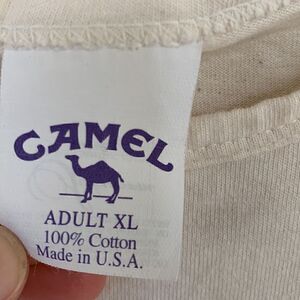 CAMEL
ADULT XL
100% Cotton
Made in U.S.A.